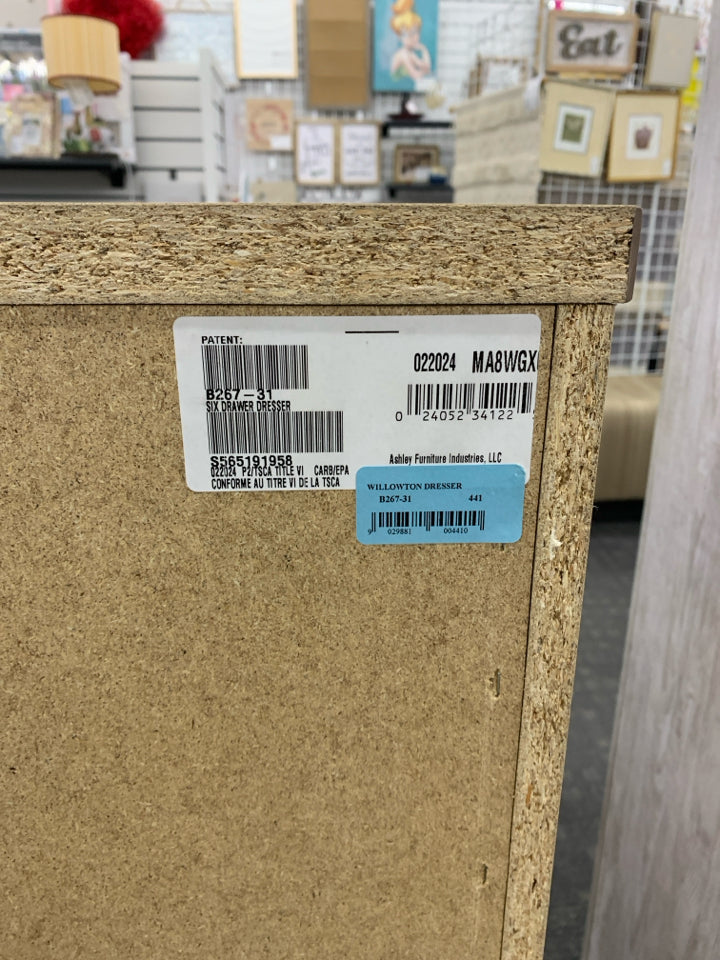 Eat
PATENT:
022024 MA8WGX
B267-31
SIX DRAWER DRESSER
0 24052 34122
S565191958
022024 P2/TSCA TITLE VI CARB/EPA
CONFORME AU TITRE VI DE LA TSCA
Ashley Furniture Industries, LLC
WILLOWTON DRESSER
B267-31 441
9 029881 004410